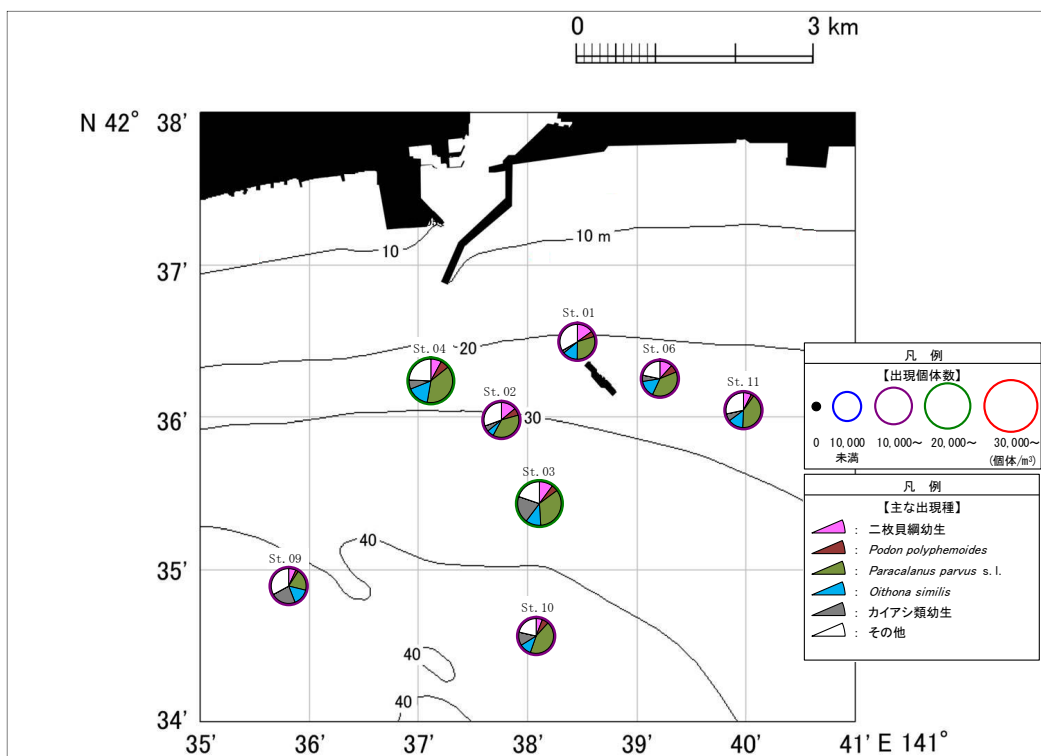 0 3 km
N 42° 38'
10
10 m
37'
St.01
St.04
20
St.06
St.11
St.02
36'
30
St.03
40
St.09
35'
St.10
40
40
34'
35' 36' 37' 38' 39' 40' 41' E 141°
凡 例
【出現個体数】
0 10,000 10,000～ 20,000～ 30,000～
未満 (個体/m³)
凡 例
【主な出現種】
： 二枚貝綱幼生
： Podon polyphemoides
： Paracalanus parvus s.l.
： Oithona similis
： カイアシ類幼生
： その他